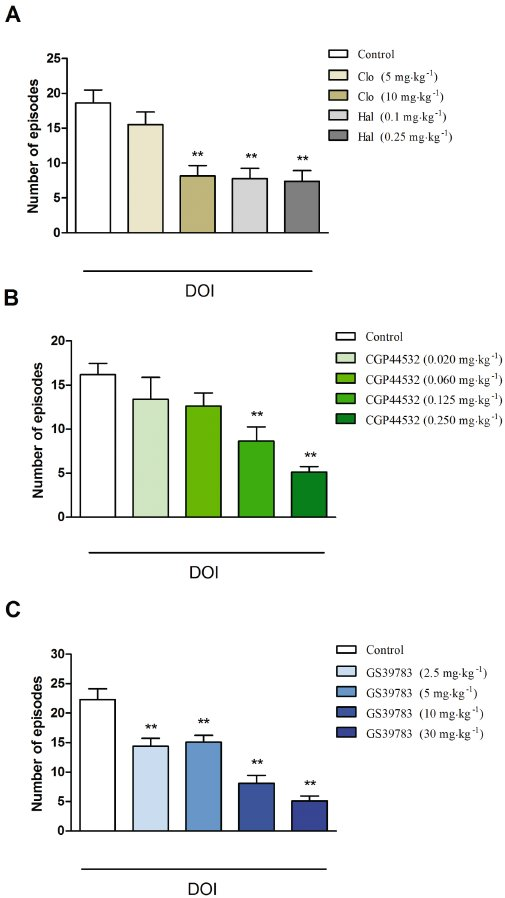 A
Number of episodes
25
20
15
10
5
0
**
**
**
DOI
Control
Clo (5 mg·kg⁻¹)
Clo (10 mg·kg⁻¹)
Hal (0.1 mg·kg⁻¹)
Hal (0.25 mg·kg⁻¹)
B
Number of episodes
20
15
10
5
0
**
**
DOI
Control
CGP44532 (0.020 mg·kg⁻¹)
CGP44532 (0.060 mg·kg⁻¹)
CGP44532 (0.125 mg·kg⁻¹)
CGP44532 (0.250 mg·kg⁻¹)
C
Number of episodes
30
25
20
15
10
5
0
**
**
**
**
DOI
Control
GS39783 (2.5 mg·kg⁻¹)
GS39783 (5 mg·kg⁻¹)
GS39783 (10 mg·kg⁻¹)
GS39783 (30 mg·kg⁻¹)